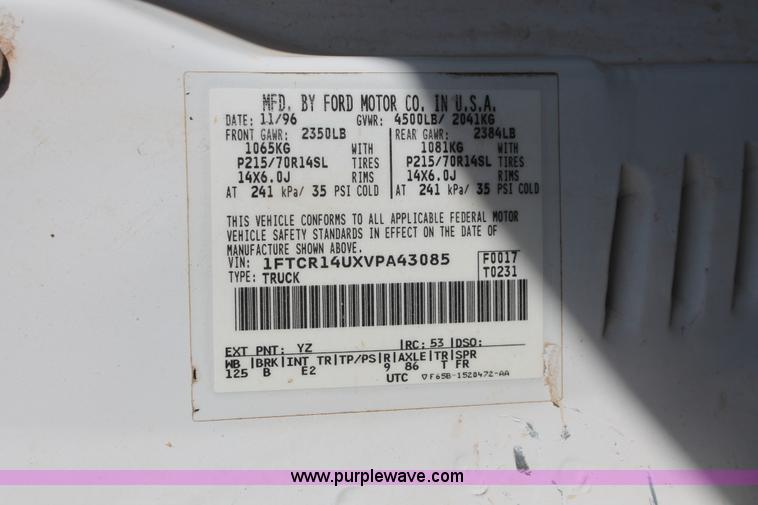 MFD. BY FORD MOTOR CO. IN U.S.A.
DATE: 11/96 GVWR: 4500LB/ 2041KG
FRONT GAWR: 2350LB REAR GAWR: 2384LB
1065KG WITH 1081KG WITH
P215/70R14SL TIRES P215/70R14SL TIRES
14X6.0J RIMS 14X6.0J RIMS
AT 241 kPa/ 35 PSI COLD AT 241 kPa/ 35 PSI COLD
THIS VEHICLE CONFORMS TO ALL APPLICABLE FEDERAL MOTOR
VEHICLE SAFETY STANDARDS IN EFFECT ON THE DATE OF
MANUFACTURE SHOWN ABOVE.
VIN: 1FTCR14UXVPA43085 F0017
TYPE: TRUCK T0231
EXT PNT: YZ RC: 53 DSO:
WB BRK INT TR TP/PS R AXLE TR SPR
125 B E2 9 86 T FR
UTC F65B-1520472-AA
www.purplewave.com